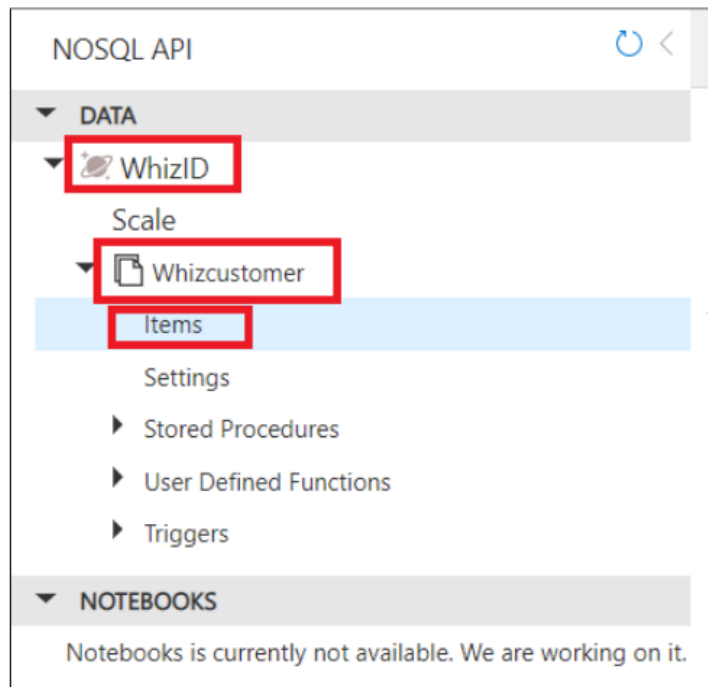 NOSQL API
DATA
WhizID
Scale
Whizcustomer
Items
Settings
Stored Procedures
User Defined Functions
Triggers
NOTEBOOKS
Notebooks is currently not available. We are working on it.